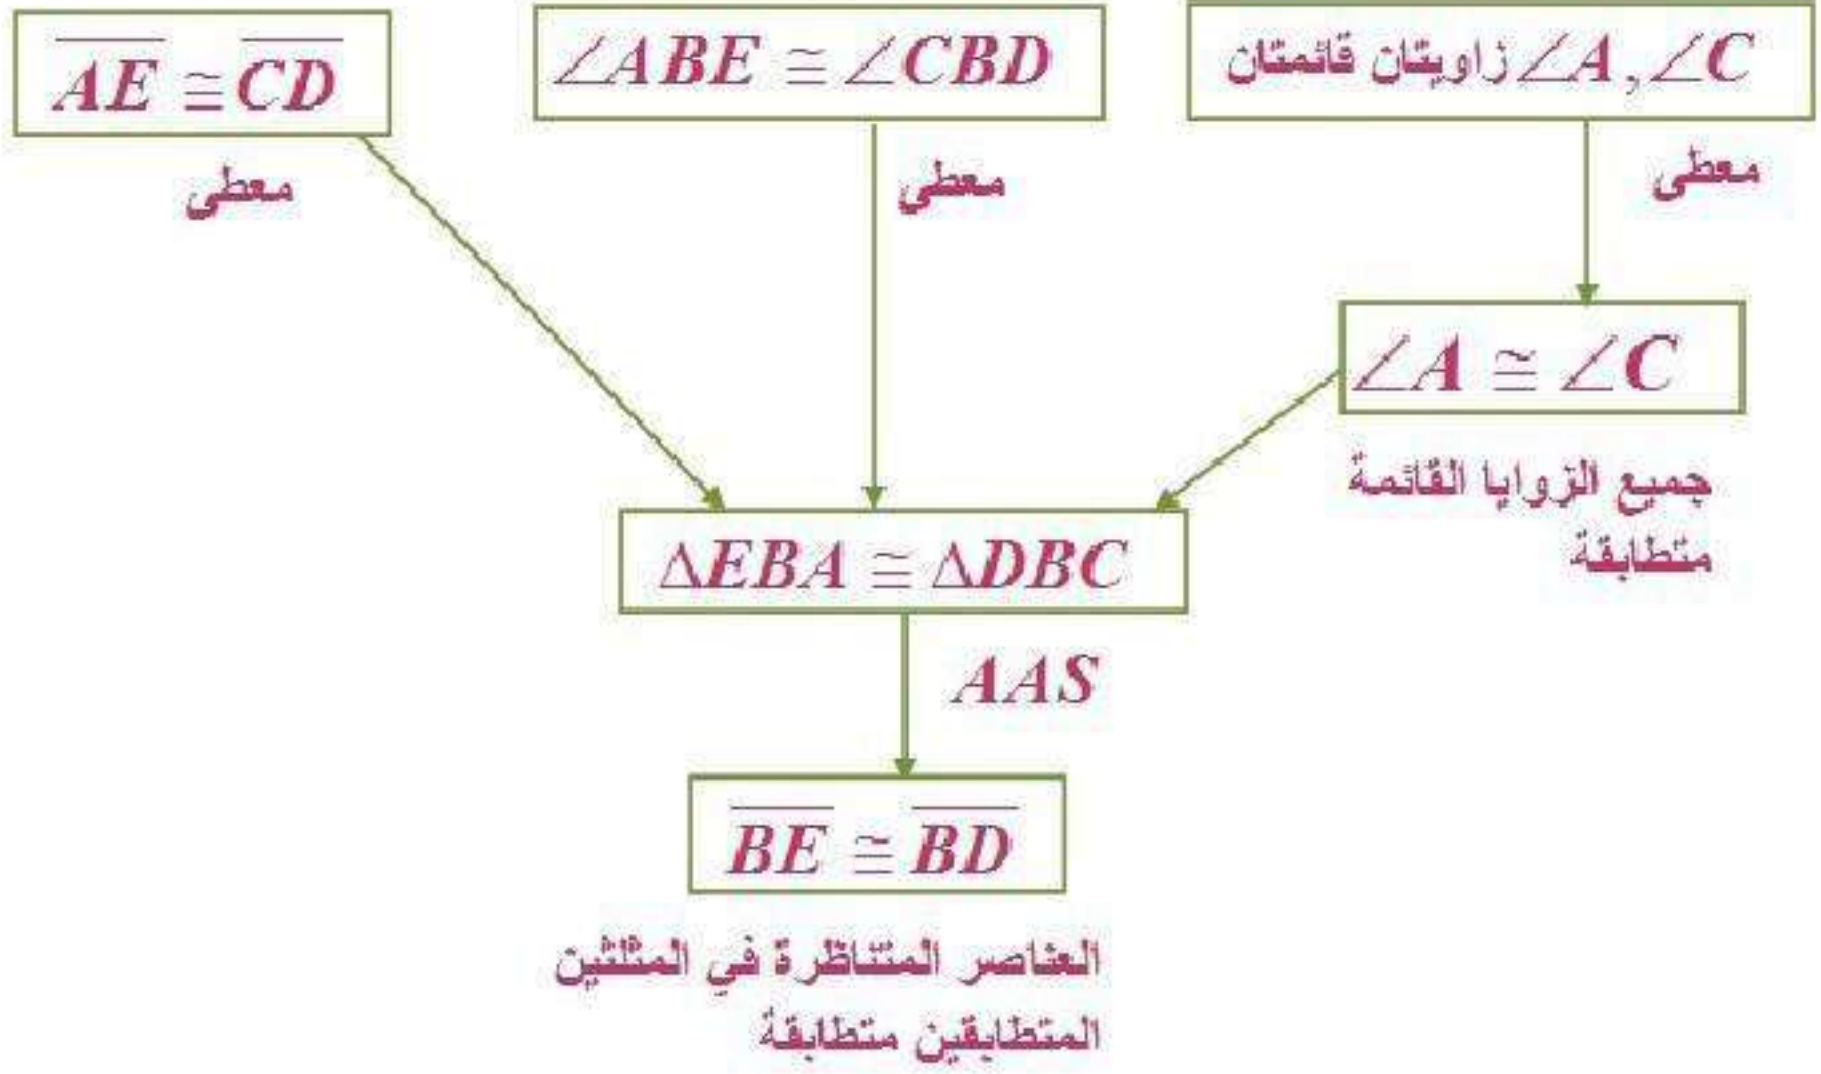 AE ≅ CD
∠ABE ≅ ∠CBD
∠A, ∠C زاويتان قائمتان
معطى
معطى
معطى
∠A ≅ ∠C
جميع الزوايا القائمة
متطابقة
ΔEBA ≅ ΔDBC
AAS
BE ≅ BD
العناصر المتناظرة في المثلثين
المتطابقين متطابقة